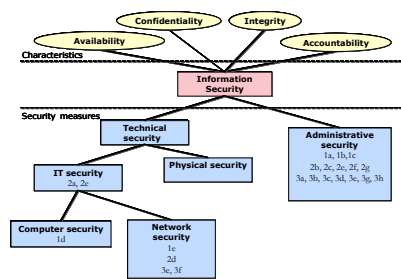 Confidentiality
Integrity
Availability
Accountability
Characteristics
Information
Security
Security measures
Technical
security
Administrative
security
1a, 1b,1c
2b, 2c, 2e, 2f, 2g
3a, 3b, 3c, 3d, 3e, 3g, 3h
IT security
2a, 2e
Physical security
Computer security
1d
Network
security
1e
2d
3e, 3f